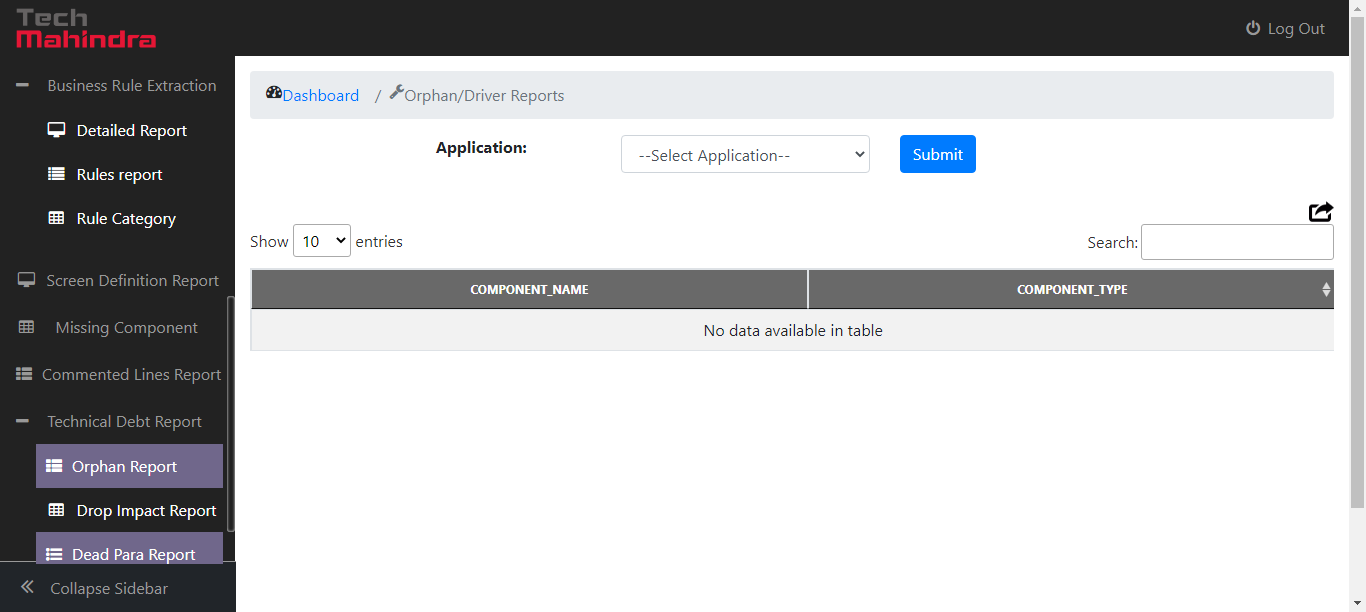 Tech
Mahindra
Log Out
Business Rule Extraction
Detailed Report
Rules report
Rule Category
Screen Definition Report
Missing Component
Commented Lines Report
Technical Debt Report
Orphan Report
Drop Impact Report
Dead Para Report
Collapse Sidebar
Dashboard / Orphan/Driver Reports
Application: --Select Application-- Submit
Show 10 entries Search:
COMPONENT_NAME COMPONENT_TYPE
No data available in table